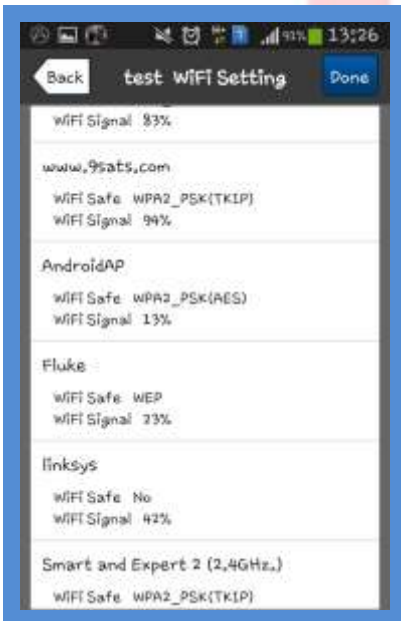 91% 13:26
Back test WiFi Setting Done
WiFi Signal 83%
www.9sats.com
WiFi Safe WPA2_PSK(TKIP)
WiFi Signal 94%
AndroidAP
WiFi Safe WPA2_PSK(AES)
WiFi Signal 13%
Fluke
WiFi Safe WEP
WiFi Signal 23%
linksys
WiFi Safe No
WiFi Signal 42%
Smart and Expert 2 (2.4GHz.)
WiFi Safe WPA2_PSK(TKIP)